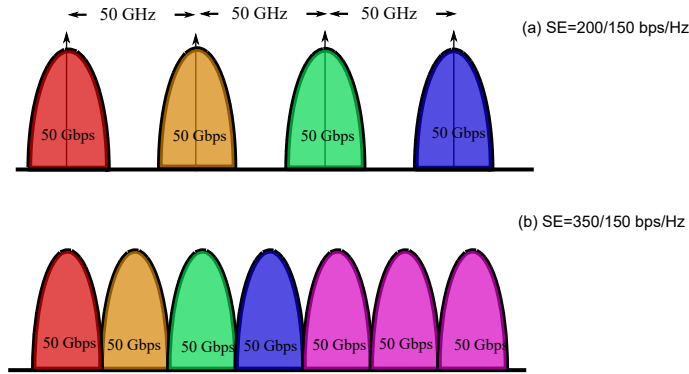 50 GHz 50 GHz 50 GHz
(a) SE=200/150 bps/Hz
50 Gbps 50 Gbps 50 Gbps 50 Gbps
(b) SE=350/150 bps/Hz
50 Gbps 50 Gbps 50 Gbps 50 Gbps 50 Gbps 50 Gbps 50 Gbps